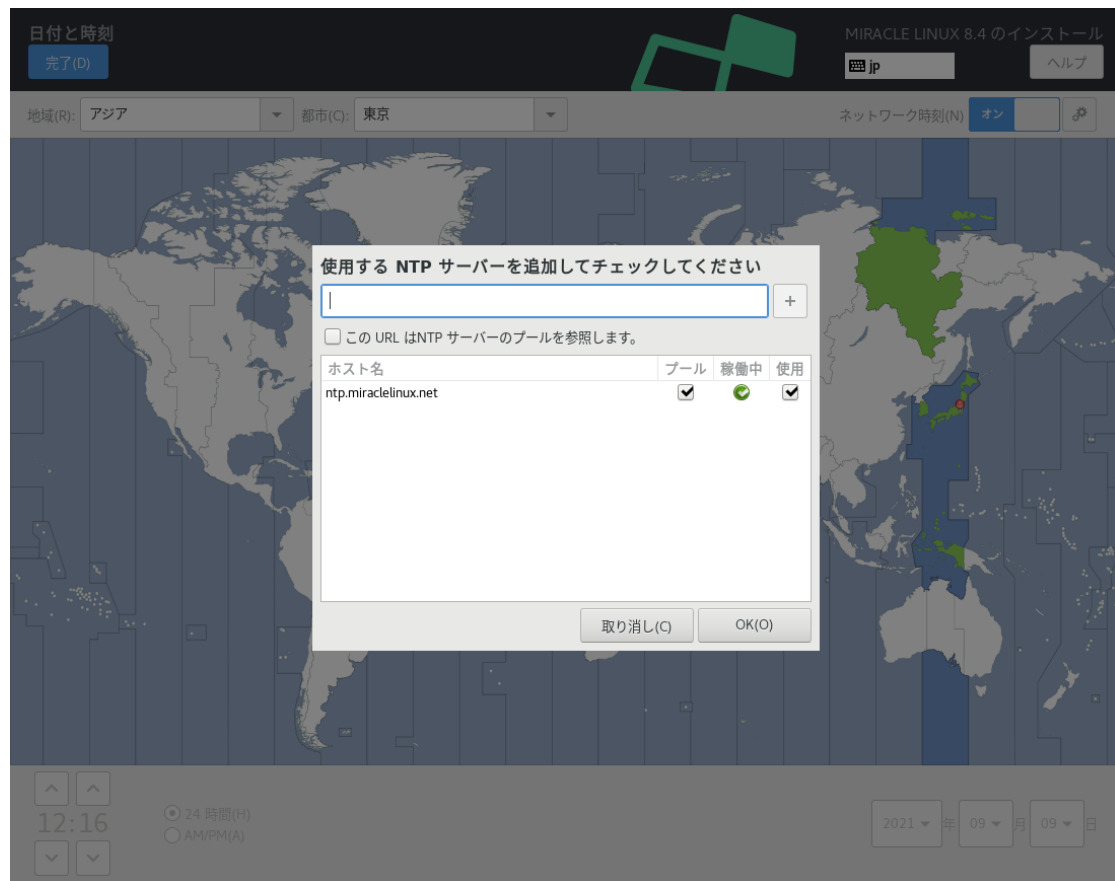 日付と時刻
MIRACLE LINUX 8.4 のインストール
完了(D)
jp
ヘルプ
地域(R): アジア 都市(C): 東京 ネットワーク時刻(N) オン
使用する NTP サーバーを追加してチェックしてください
+
この URL はNTP サーバーのプールを参照します。
ホスト名 プール 稼働中 使用
ntp.miraclelinux.net
取り消し(C) OK(O)
12:16
24 時間(H)
AM/PM(A)
2021 年 09 月 09 日